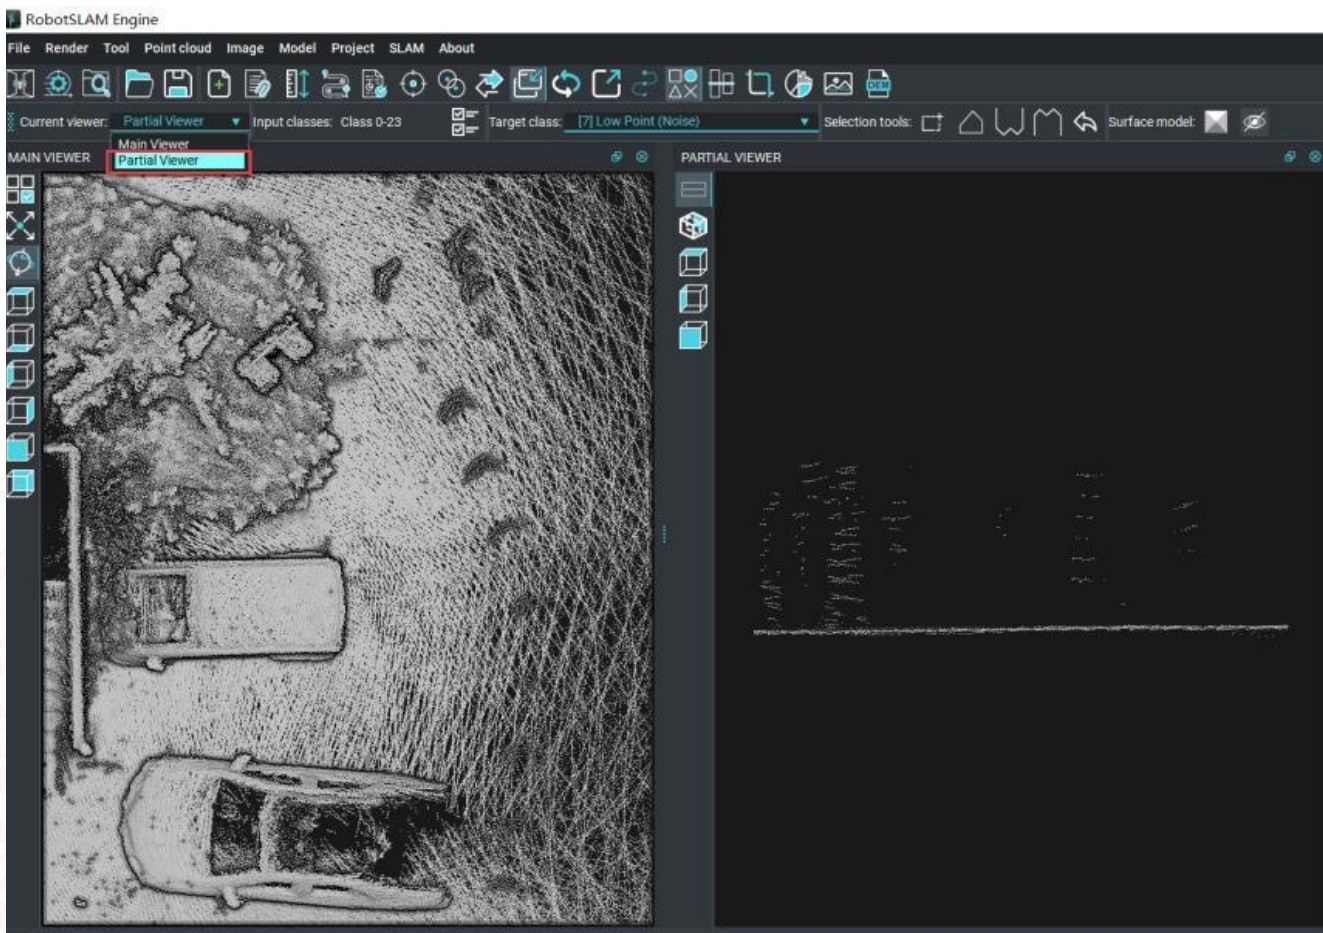 RobotSLAM Engine
File Render Tool Point cloud Image Model Project SLAM About
DEM
Current viewer: Partial Viewer Input classes: Class 0-23 Target class: [7] Low Point (Noise) Selection tools: Surface model:
Main Viewer
Partial Viewer
MAIN VIEWER PARTIAL VIEWER